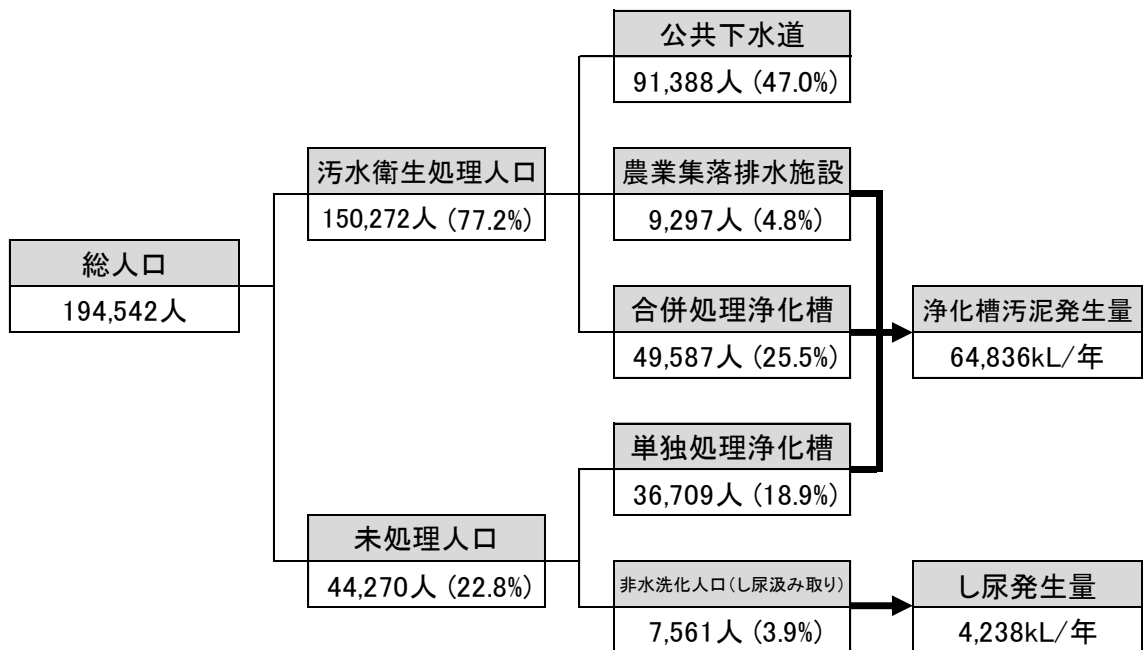 総人口
194,542人
汚水衛生処理人口
150,272人 (77.2%)
未処理人口
44,270人 (22.8%)
公共下水道
91,388人 (47.0%)
農業集落排水施設
9,297人 (4.8%)
合併処理浄化槽
49,587人 (25.5%)
単独処理浄化槽
36,709人 (18.9%)
非水洗化人口(し尿汲み取り)
7,561人 (3.9%)
浄化槽汚泥発生量
64,836kL/年
し尿発生量
4,238kL/年